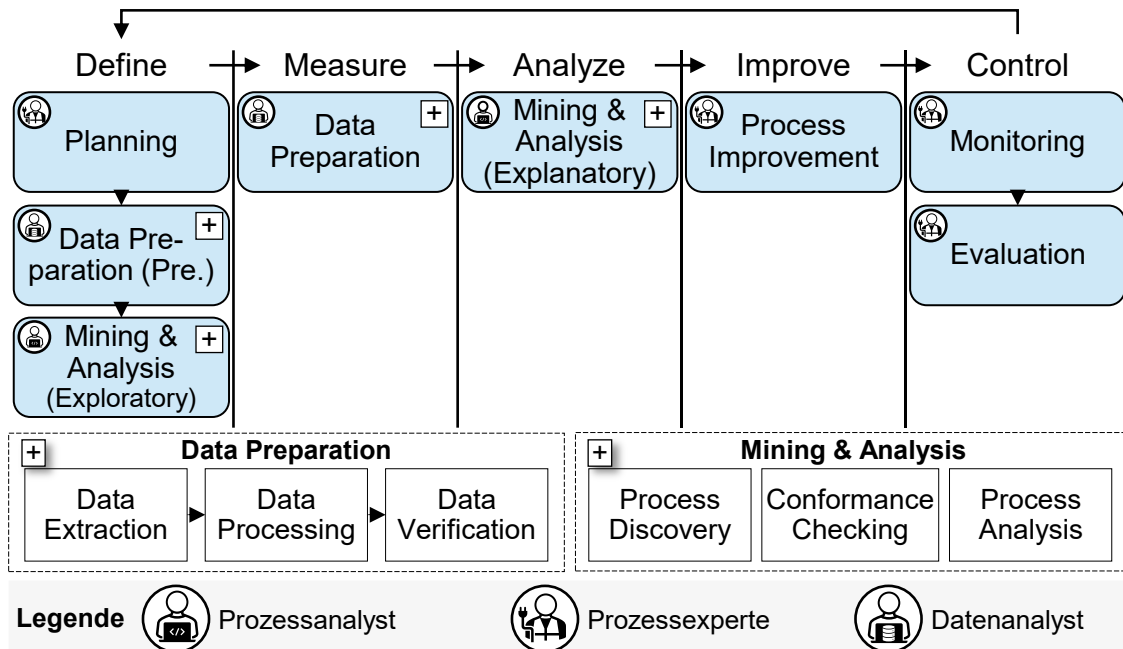 Define
Measure
Analyze
Improve
Control
Planning
Data
Preparation
+
Mining &
Analysis
(Explanatory)
+
Process
Improvement
Monitoring
Data Pre-
paration (Pre.)
+
Evaluation
Mining &
Analysis
(Exploratory)
+
+
Data Preparation
Data
Extraction
Data
Processing
Data
Verification
+
Mining & Analysis
Process
Discovery
Conformance
Checking
Process
Analysis
Legende
</>
Prozessanalyst
Prozessexperte
Datenanalyst